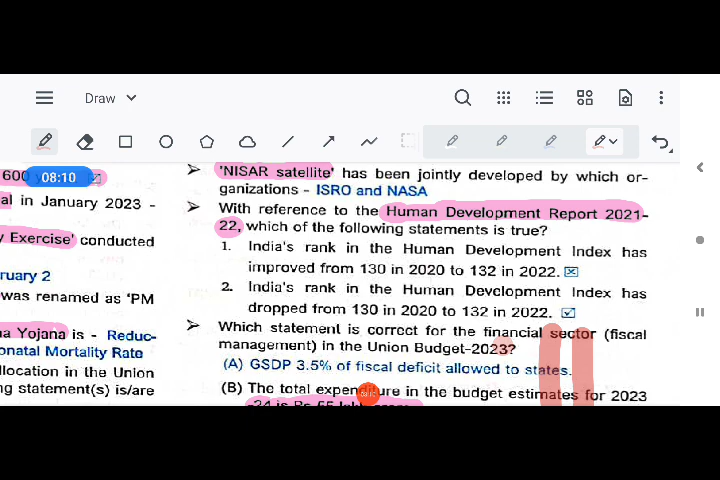 Draw
600
08:10
al in January 2023 -
y Exercise' conducted
ruary 2
was renamed as 'PM
na Yojana is - Reduc-
onatal Mortality Rate
llocation in the Union
ng statement(s) is/are
'NISAR satellite' has been jointly developed by which or-
ganizations - ISRO and NASA
With reference to the Human Development Report 2021-
22, which of the following statements is true?
1. India's rank in the Human Development Index has
improved from 130 in 2020 to 132 in 2022.
2. India's rank in the Human Development Index has
dropped from 130 in 2020 to 132 in 2022.
Which statement is correct for the financial sector (fiscal
management) in the Union Budget-2023?
(A) GSDP 3.5% of fiscal deficit allowed to states.
(B) The total expenditure in the budget estimates for 2023
-24 is Rs 55